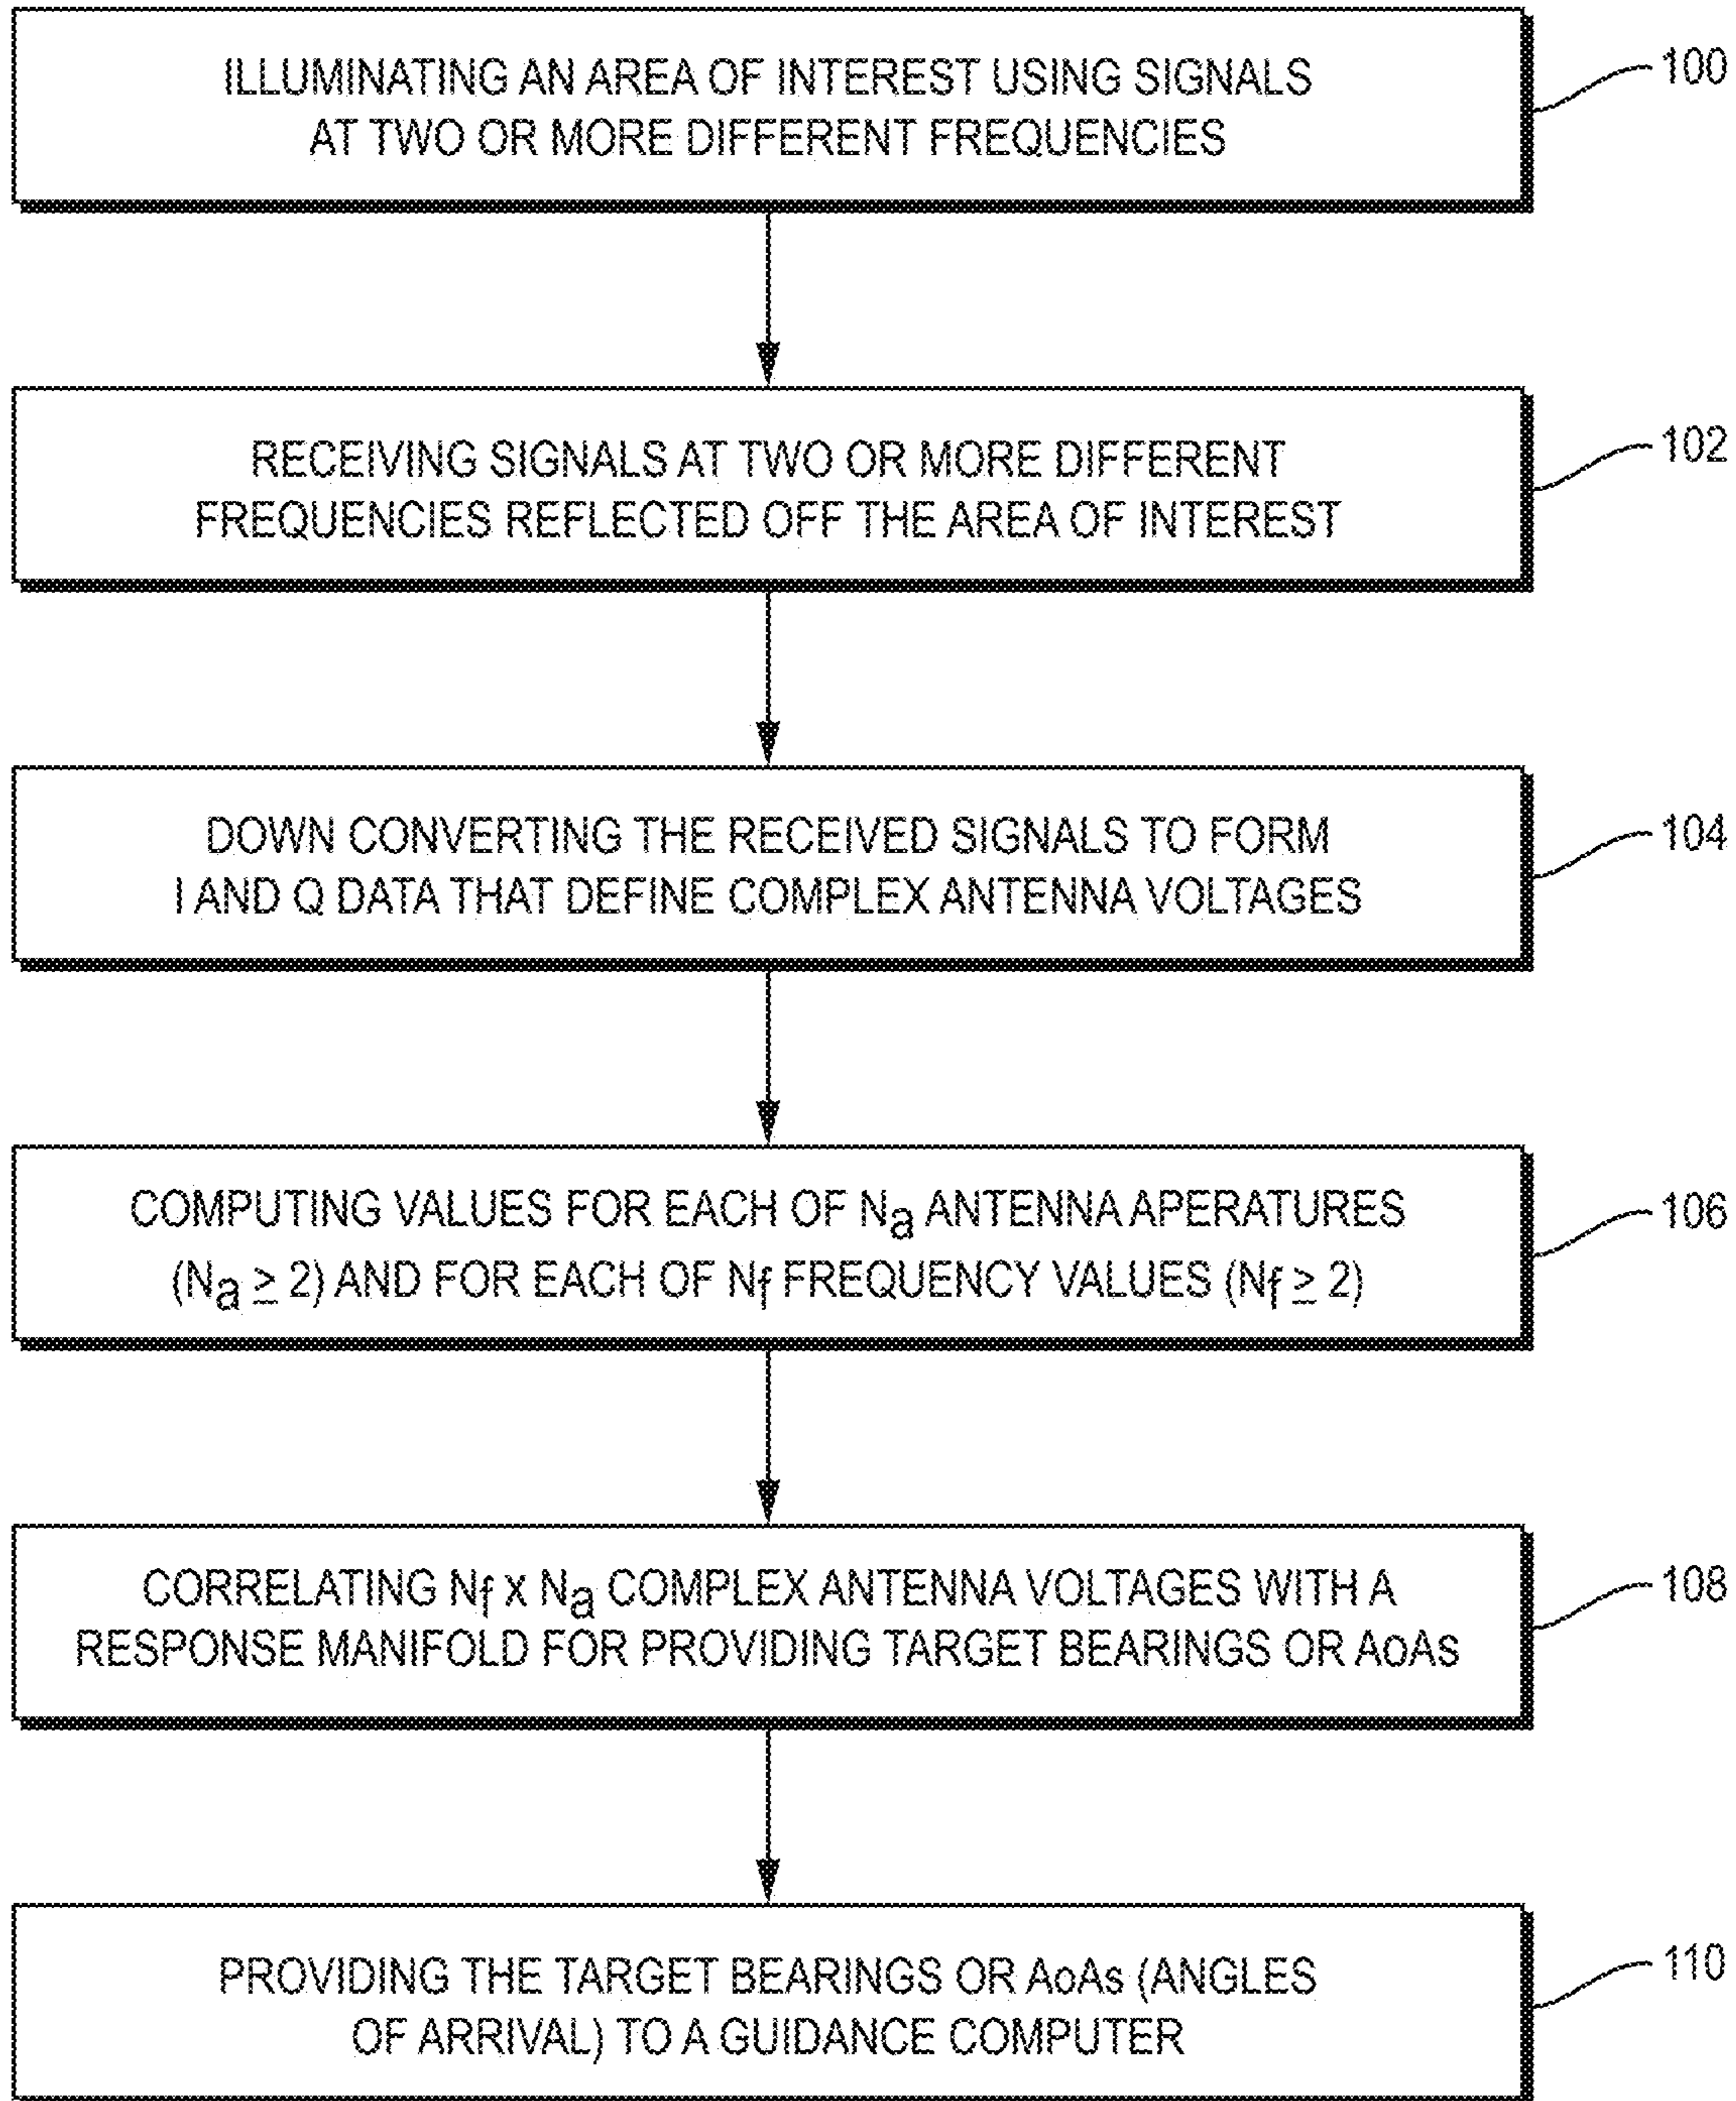 ILLUMINATING AN AREA OF INTEREST USING SIGNALS
AT TWO OR MORE DIFFERENT FREQUENCIES
100
RECEIVING SIGNALS AT TWO OR MORE DIFFERENT
FREQUENCIES REFLECTED OFF THE AREA OF INTEREST
102
DOWN CONVERTING THE RECEIVED SIGNALS TO FORM
I AND Q DATA THAT DEFINE COMPLEX ANTENNA VOLTAGES
104
COMPUTING VALUES FOR EACH OF Na ANTENNA APERATURES
(Na ≥ 2) AND FOR EACH OF Nf FREQUENCY VALUES (Nf ≥ 2)
106
CORRELATING Nf x Na COMPLEX ANTENNA VOLTAGES WITH A
RESPONSE MANIFOLD FOR PROVIDING TARGET BEARINGS OR AoAs
108
PROVIDING THE TARGET BEARINGS OR AoAs (ANGLES
OF ARRIVAL) TO A GUIDANCE COMPUTER
110